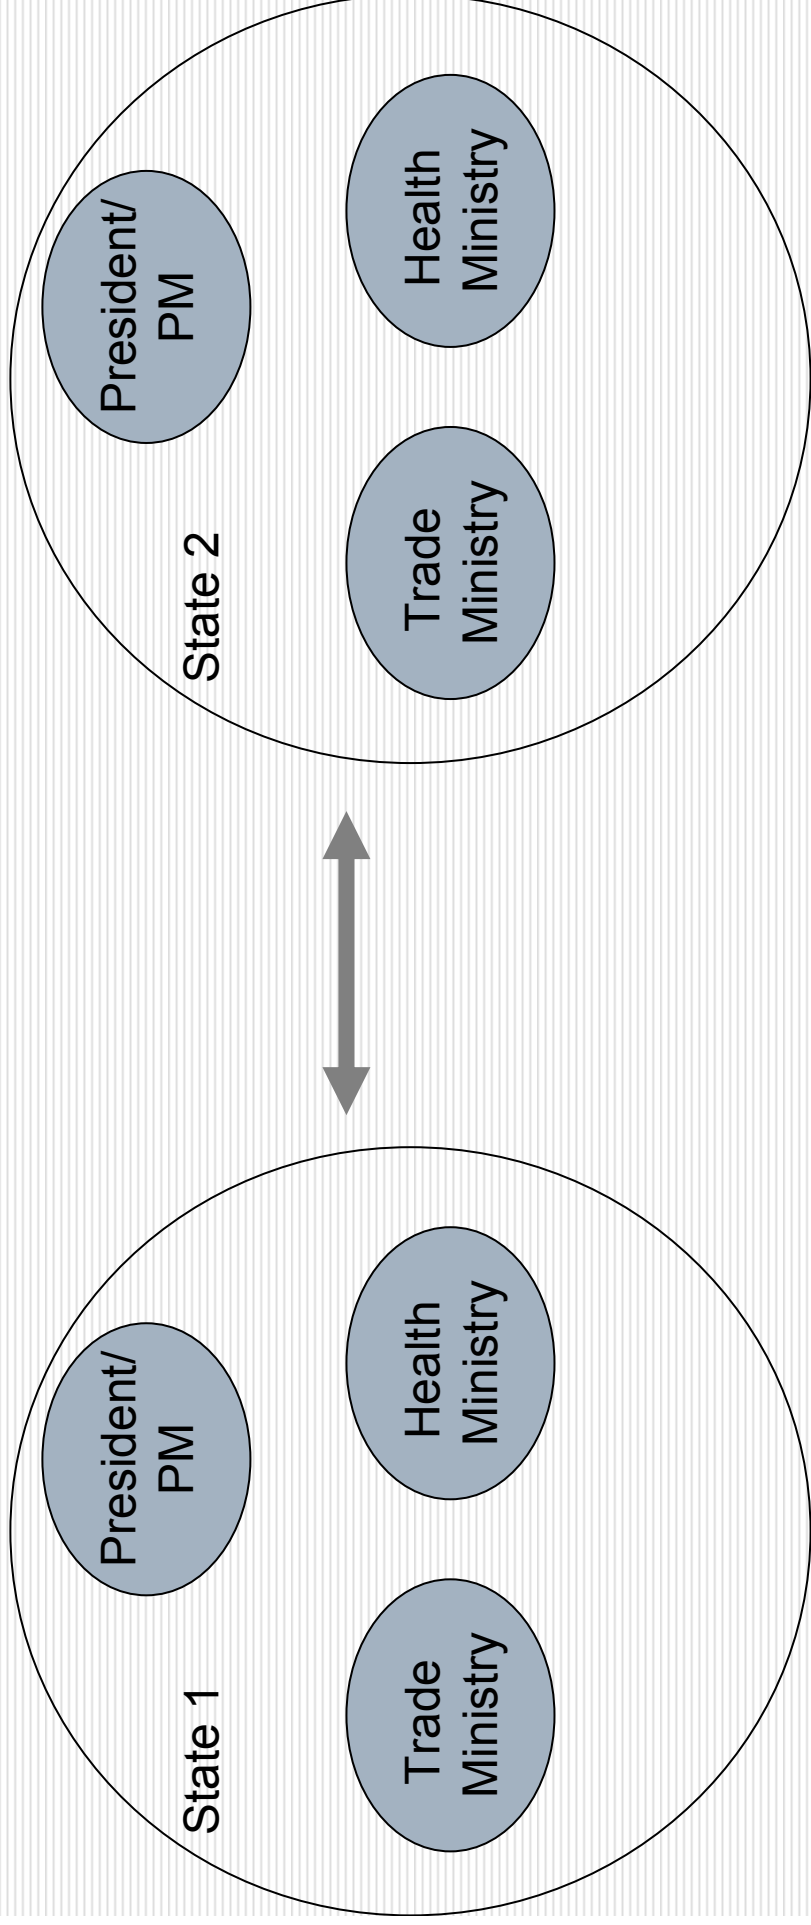 State 1
President/
PM
Trade
Ministry
Health
Ministry
State 2
President/
PM
Trade
Ministry
Health
Ministry